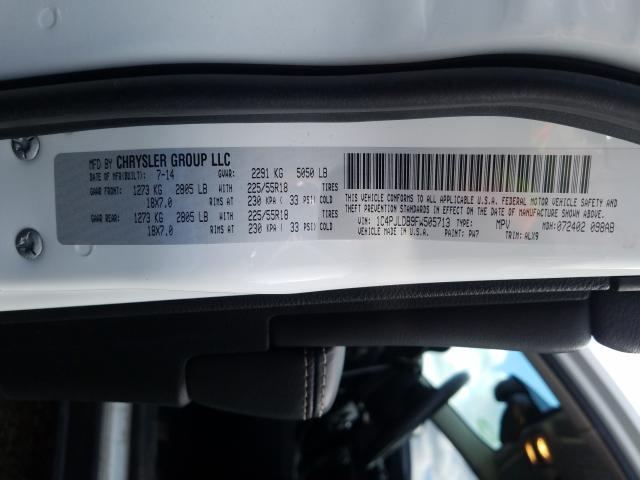 MFD BY CHRYSLER GROUP LLC
DATE OF MFR(BUILT): 7-14 GVWR: 2291 KG 5050 LB
GAWR FRONT: 1273 KG 2805 LB WITH 225/55R18 TIRES
18X7.0 RIMS AT 230 KPA ( 33 PSI) COLD
GAWR REAR: 1273 KG 2805 LB WITH 225/55R18 TIRES
18X7.0 RIMS AT 230 KPA ( 33 PSI) COLD
THIS VEHICLE CONFORMS TO ALL APPLICABLE U.S.A. FEDERAL MOTOR VEHICLE SAFETY, BUMPER, AND
THEFT PREVENTION STANDARDS IN EFFECT ON THE DATE OF MANUFACTURE SHOWN ABOVE.
VIN: 1C4PJLDB9FW505713 TYPE: MPV MDH: 072402 098AB
VEHICLE MADE IN U.S.A. PAINT: PW7 TRIM: ALX9